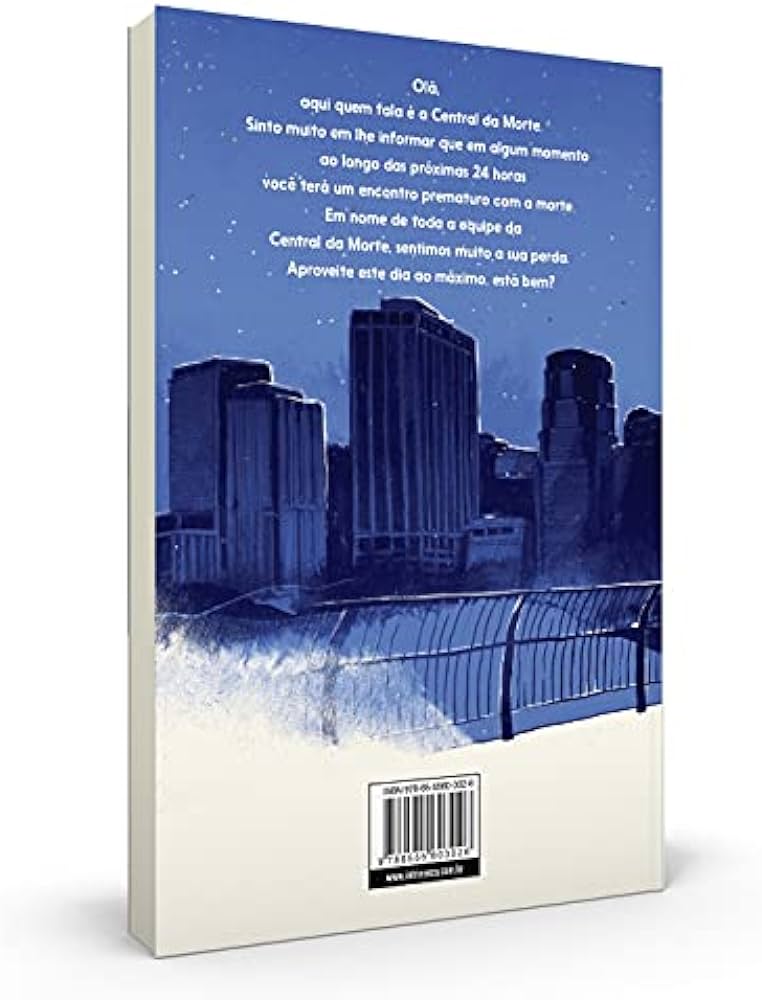 Olá,
aqui quem fala é a Central da Morte.
Sinto muito em lhe informar que em algum momento
ao longo das próximas 24 horas
você terá um encontro prematuro com a morte.
Em nome de toda a equipe da
Central da Morte, sentimos muito a sua perda.
Aproveite este dia ao máximo, está bem?
ISBN